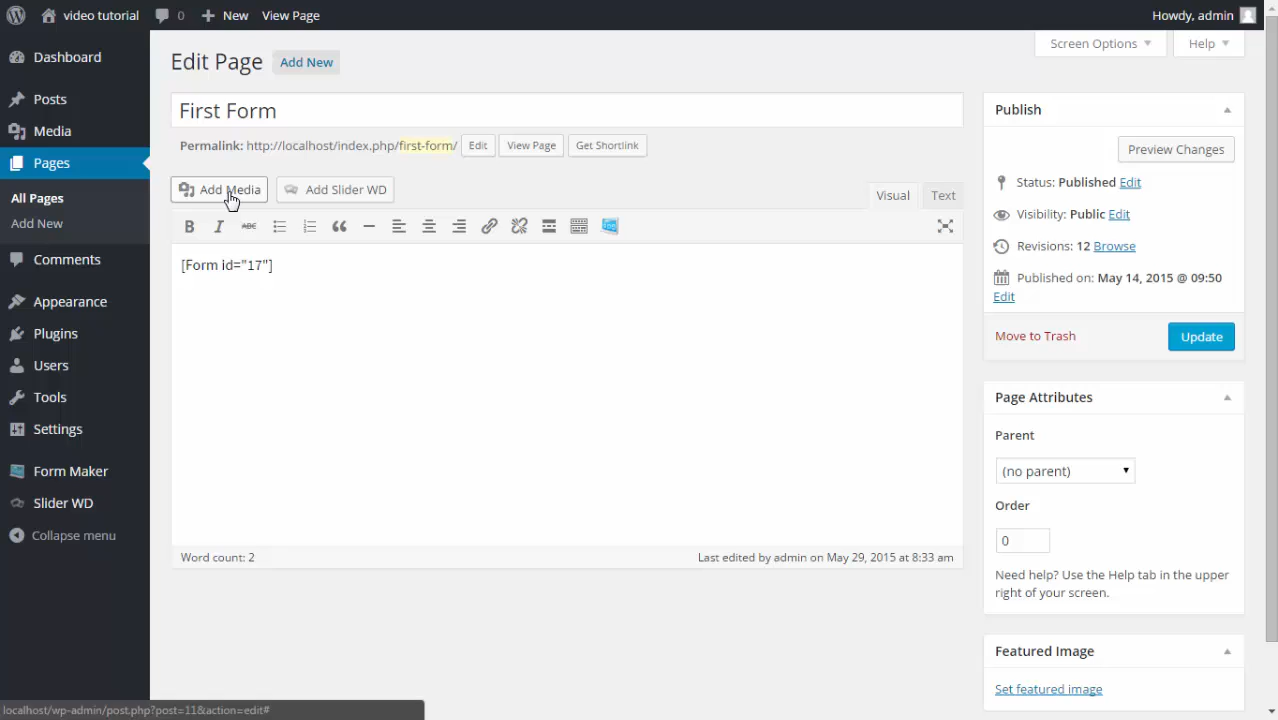 video tutorial 0 New View Page Howdy, admin
Screen Options Help
Dashboard
Posts
Media
Pages
All Pages
Add New
Comments
Appearance
Plugins
Users
Tools
Settings
Form Maker
Slider WD
Collapse menu
Edit Page Add New
First Form
Permalink: http://localhost/index.php/first-form/ Edit View Page Get Shortlink
Add Media Add Slider WD
Visual Text
B I ABC
[Form id="17"]
Word count: 2 Last edited by admin on May 29, 2015 at 8:33 am
Publish
Preview Changes
Status: Published Edit
Visibility: Public Edit
Revisions: 12 Browse
Published on: May 14, 2015 @ 09:50
Edit
Move to Trash Update
Page Attributes
Parent
(no parent)
Order
0
Need help? Use the Help tab in the upper
right of your screen.
Featured Image
Set featured image
localhost/wp-admin/post.php?post=11&action=edit#